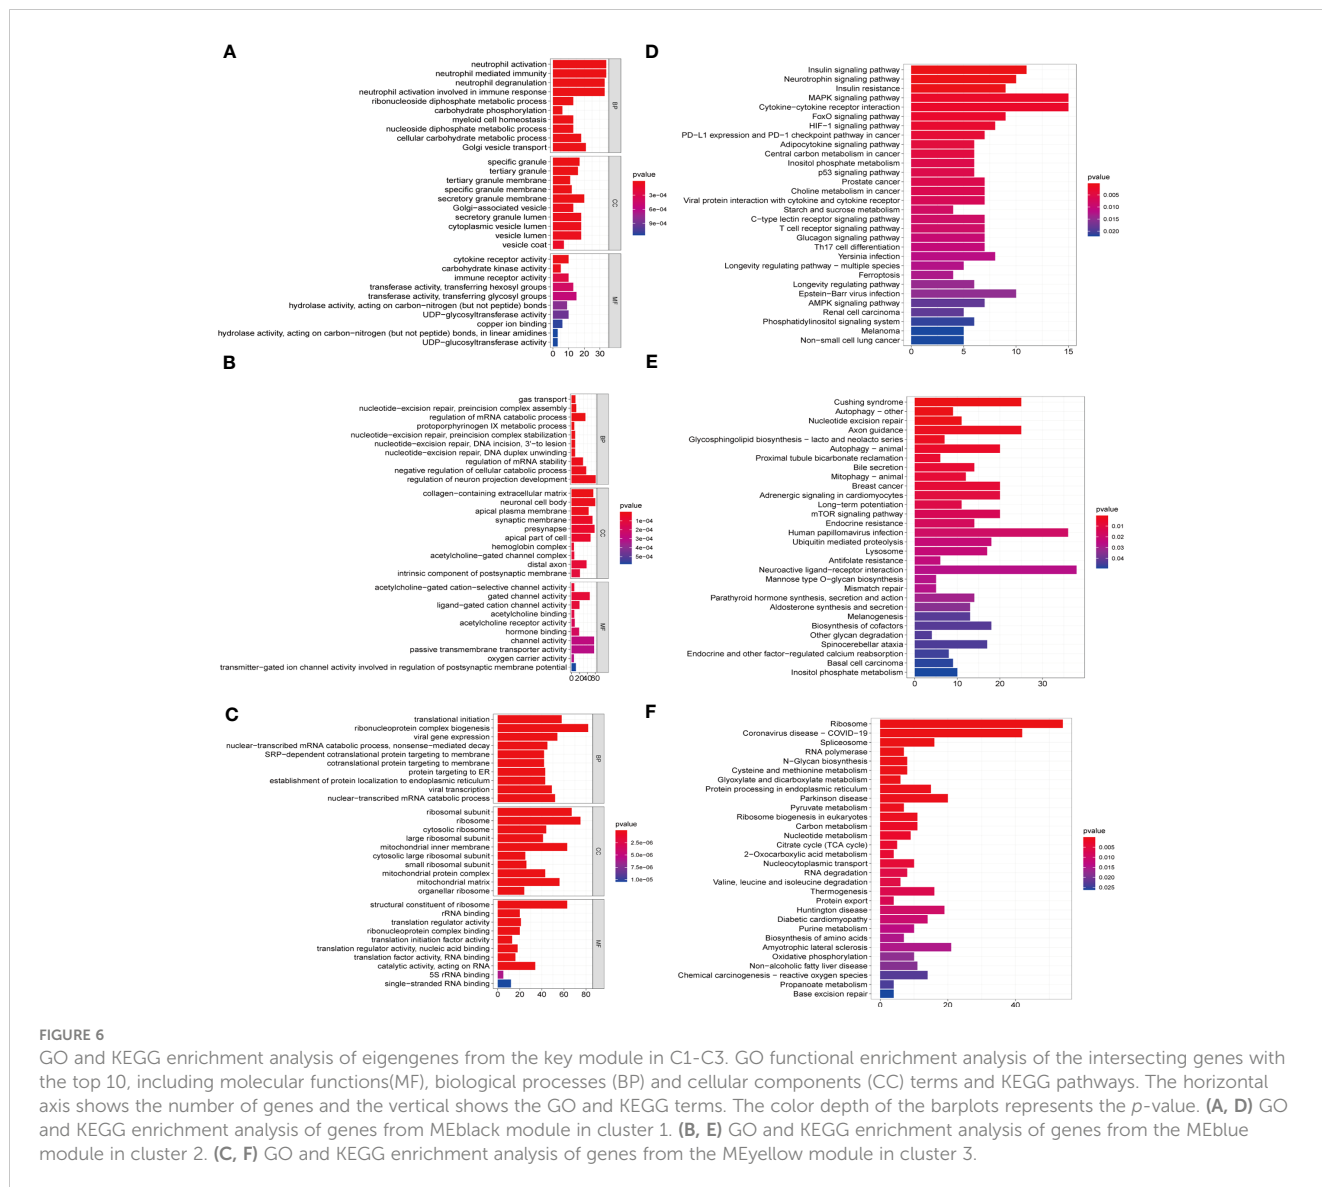 A
neutrophil activation
neutrophil mediated immunity
neutrophil degranulation
neutrophil activation involved in immune response
ribonucleoside diphosphate metabolic process
carbohydrate phosphorylation
myeloid cell homeostasis
nucleoside diphosphate metabolic process
cellular carbohydrate metabolic process
Golgi vesicle transport
BP
specific granule
tertiary granule
tertiary granule membrane
specific granule membrane
secretory granule membrane
Golgi−associated vesicle
secretory granule lumen
cytoplasmic vesicle lumen
vesicle lumen
vesicle coat
CC
cytokine receptor activity
carbohydrate kinase activity
immune receptor activity
transferase activity, transferring hexosyl groups
transferase activity, transferring glycosyl groups
hydrolase activity, acting on carbon−nitrogen (but not peptide) bonds
UDP−glycosyltransferase activity
copper ion binding
hydrolase activity, acting on carbon−nitrogen (but not peptide) bonds, in linear amidines
UDP−glucosyltransferase activity
MF
0 10 20 30
pvalue
3e−04
6e−04
9e−04
D
Insulin signaling pathway
Neurotrophin signaling pathway
Insulin resistance
MAPK signaling pathway
Cytokine−cytokine receptor interaction
FoxO signaling pathway
HIF−1 signaling pathway
PD−L1 expression and PD−1 checkpoint pathway in cancer
Adipocytokine signaling pathway
Central carbon metabolism in cancer
Inositol phosphate metabolism
p53 signaling pathway
Prostate cancer
Choline metabolism in cancer
Viral protein interaction with cytokine and cytokine receptor
Starch and sucrose metabolism
C−type lectin receptor signaling pathway
T cell receptor signaling pathway
Glucagon signaling pathway
Th17 cell differentiation
Yersinia infection
Longevity regulating pathway − multiple species
Ferroptosis
Longevity regulating pathway
Epstein−Barr virus infection
AMPK signaling pathway
Renal cell carcinoma
Phosphatidylinositol signaling system
Melanoma
Non−small cell lung cancer
0 5 10 15
pvalue
0.005
0.010
0.015
0.020
B
gas transport
nucleotide−excision repair, preincision complex assembly
regulation of mRNA catabolic process
protoporphyrinogen IX metabolic process
nucleotide−excision repair, preincision complex stabilization
nucleotide−excision repair, DNA incision, 3'−to lesion
nucleotide−excision repair, DNA duplex unwinding
regulation of mRNA stability
negative regulation of cellular catabolic process
regulation of neuron projection development
BP
collagen−containing extracellular matrix
neuronal cell body
apical plasma membrane
synaptic membrane
presynapse
apical part of cell
hemoglobin complex
acetylcholine−gated channel complex
distal axon
intrinsic component of postsynaptic membrane
CC
acetylcholine−gated cation−selective channel activity
gated channel activity
ligand−gated cation channel activity
acetylcholine binding
acetylcholine receptor activity
hormone binding
channel activity
passive transmembrane transporter activity
oxygen carrier activity
transmitter−gated ion channel activity involved in regulation of postsynaptic membrane potential
MF
0 20 40 60
pvalue
1e−04
2e−04
3e−04
4e−04
5e−04
E
Cushing syndrome
Autophagy − other
Nucleotide excision repair
Axon guidance
Glycosphingolipid biosynthesis − lacto and neolacto series
Autophagy − animal
Proximal tubule bicarbonate reclamation
Bile secretion
Mitophagy − animal
Breast cancer
Adrenergic signaling in cardiomyocytes
Long−term potentiation
mTOR signaling pathway
Endocrine resistance
Human papillomavirus infection
Ubiquitin mediated proteolysis
Lysosome
Antifolate resistance
Neuroactive ligand−receptor interaction
Mannose type O−glycan biosynthesis
Mismatch repair
Parathyroid hormone synthesis, secretion and action
Aldosterone synthesis and secretion
Melanogenesis
Biosynthesis of cofactors
Other glycan degradation
Spinocerebellar ataxia
Endocrine and other factor−regulated calcium reabsorption
Basal cell carcinoma
Inositol phosphate metabolism
0 10 20 30
pvalue
0.01
0.02
0.03
0.04
C
translational initiation
ribonucleoprotein complex biogenesis
viral gene expression
nuclear−transcribed mRNA catabolic process, nonsense−mediated decay
SRP−dependent cotranslational protein targeting to membrane
cotranslational protein targeting to membrane
protein targeting to ER
establishment of protein localization to endoplasmic reticulum
viral transcription
nuclear−transcribed mRNA catabolic process
BP
ribosomal subunit
ribosome
cytosolic ribosome
large ribosomal subunit
mitochondrial inner membrane
cytosolic large ribosomal subunit
small ribosomal subunit
mitochondrial protein complex
mitochondrial matrix
organellar ribosome
CC
structural constituent of ribosome
rRNA binding
translation regulator activity
ribonucleoprotein complex binding
translation initiation factor activity
translation regulator activity, nucleic acid binding
translation factor activity, RNA binding
catalytic activity, acting on RNA
5S rRNA binding
single−stranded RNA binding
MF
0 20 40 60 80
pvalue
2.5e−06
5.0e−06
7.5e−06
1.0e−05
F
Ribosome
Coronavirus disease − COVID−19
Spliceosome
RNA polymerase
N−Glycan biosynthesis
Cysteine and methionine metabolism
Glyoxylate and dicarboxylate metabolism
Protein processing in endoplasmic reticulum
Parkinson disease
Pyruvate metabolism
Ribosome biogenesis in eukaryotes
Carbon metabolism
Nucleotide metabolism
Citrate cycle (TCA cycle)
2−Oxocarboxylic acid metabolism
Nucleocytoplasmic transport
RNA degradation
Valine, leucine and isoleucine degradation
Thermogenesis
Protein export
Huntington disease
Diabetic cardiomyopathy
Purine metabolism
Biosynthesis of amino acids
Amyotrophic lateral sclerosis
Oxidative phosphorylation
Non−alcoholic fatty liver disease
Chemical carcinogenesis − reactive oxygen species
Propanoate metabolism
Base excision repair
0 20 40
pvalue
0.005
0.010
0.015
0.020
0.025
FIGURE 6
GO and KEGG enrichment analysis of eigengenes from the key module in C1-C3. GO functional enrichment analysis of the intersecting genes with
the top 10, including molecular functions(MF), biological processes (BP) and cellular components (CC) terms and KEGG pathways. The horizontal
axis shows the number of genes and the vertical shows the GO and KEGG terms. The color depth of the barplots represents the p-value. (A, D) GO
and KEGG enrichment analysis of genes from MEblack module in cluster 1. (B, E) GO and KEGG enrichment analysis of genes from the MEblue
module in cluster 2. (C, F) GO and KEGG enrichment analysis of genes from the MEyellow module in cluster 3.